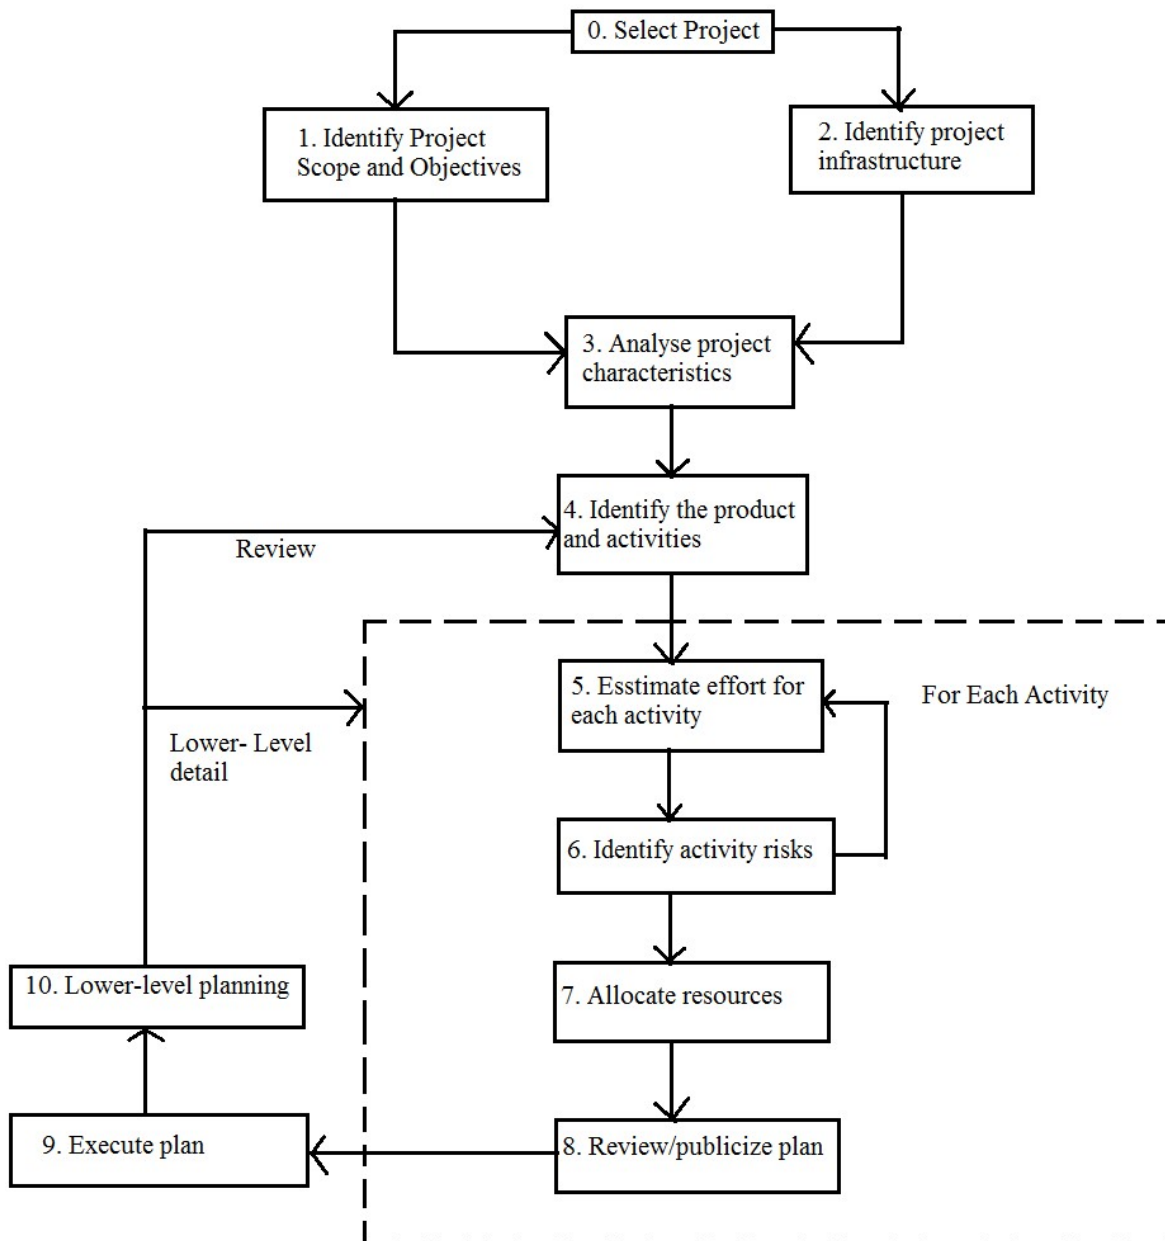 0. Select Project
1. Identify Project
Scope and Objectives
2. Identify project
infrastructure
3. Analyse project
characteristics
4. Identify the product
and activities
Review
5. Esstimate effort for
each activity
For Each Activity
Lower- Level
detail
6. Identify activity risks
10. Lower-level planning
7. Allocate resources
9. Execute plan
8. Review/publicize plan